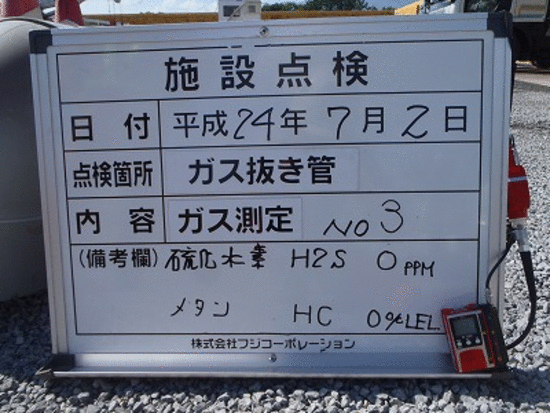 施設点検
日付 平成24年7月2日
点検箇所 ガス抜き管
内容 ガス測定 NO3
(備考欄) 硫化水素 H2S 0 PPM
メタン HC 0%LEL
株式会社フジコーポレーション